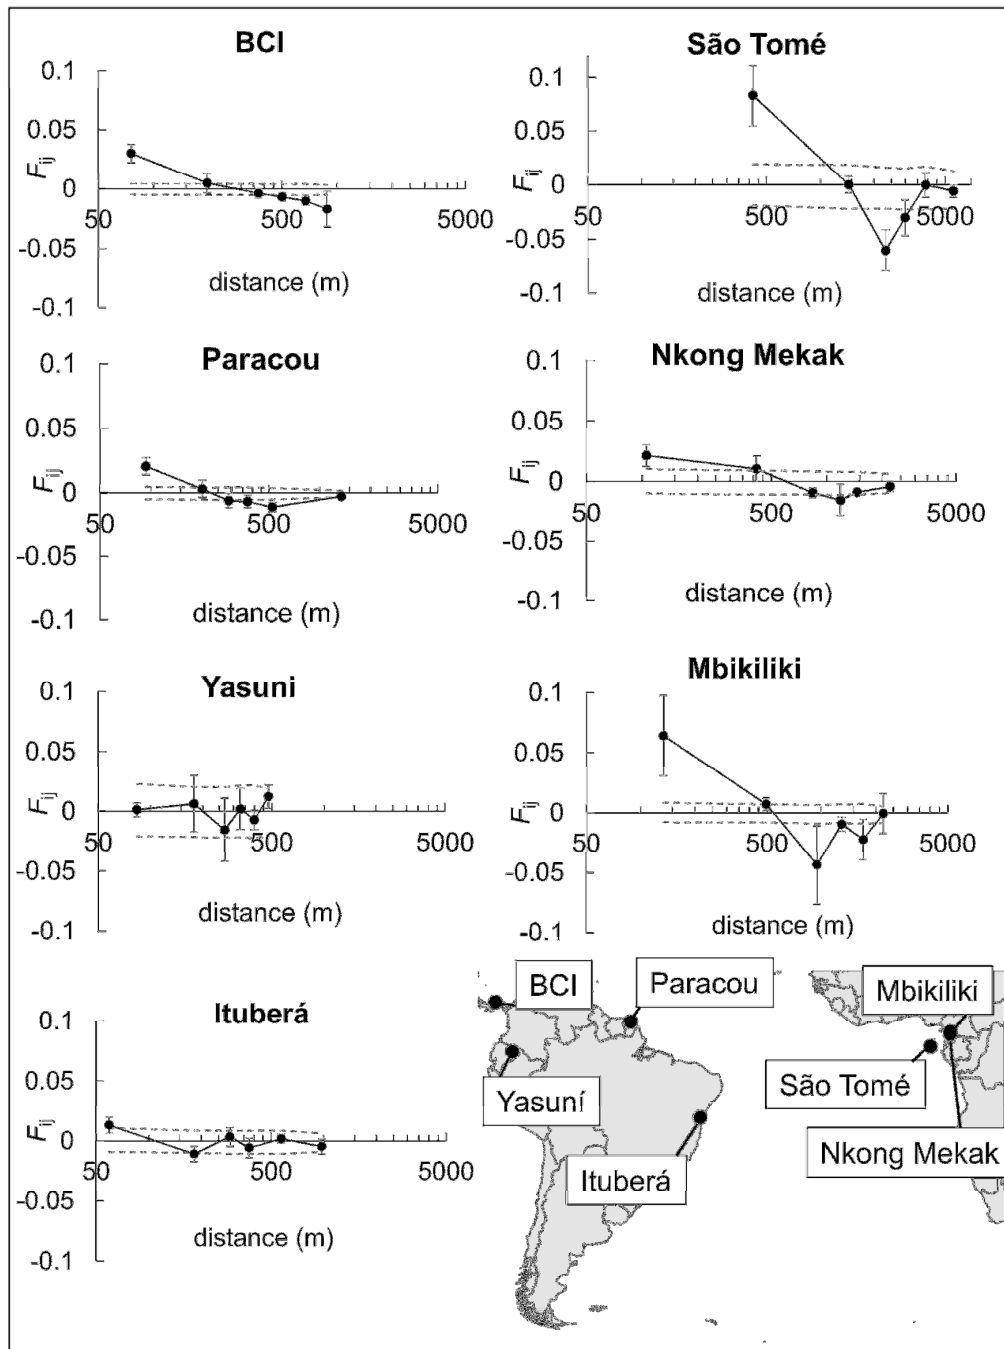 BCI
0.1
0.05
0
-0.05
-0.1
Fij
50
500
5000
distance (m)
São Tomé
0.1
0.05
0
-0.05
-0.1
Fij
50
500
5000
distance (m)
Paracou
0.1
0.05
0
-0.05
-0.1
Fij
50
500
5000
distance (m)
Nkong Mekak
0.1
0.05
0
-0.05
-0.1
Fij
50
500
5000
distance (m)
Yasuni
0.1
0.05
0
-0.05
-0.1
Fij
50
500
5000
distance (m)
Mbikiliki
0.1
0.05
0
-0.05
-0.1
Fij
50
500
5000
distance (m)
Ituberá
0.1
0.05
0
-0.05
-0.1
Fij
50
500
5000
distance (m)
BCI
Paracou
Mbikiliki
São Tomé
Yasuní
Nkong Mekak
Ituberá